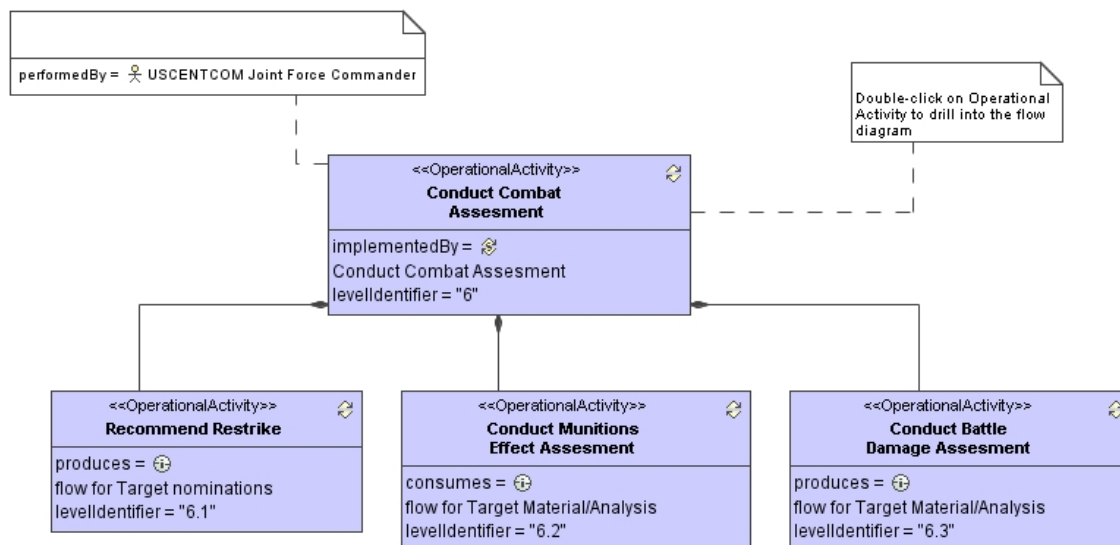 performedBy = USCENTCOM Joint Force Commander
Double-click on Operational
Activity to drill into the flow
diagram
<<OperationalActivity>>
Conduct Combat
Assesment
implementedBy =
Conduct Combat Assesment
levelIdentifier = "6"
<<OperationalActivity>>
Recommend Restrike
produces =
flow for Target nominations
levelIdentifier = "6.1"
<<OperationalActivity>>
Conduct Munitions
Effect Assesment
consumes =
flow for Target Material/Analysis
levelIdentifier = "6.2"
<<OperationalActivity>>
Conduct Battle
Damage Assesment
produces =
flow for Target Material/Analysis
levelIdentifier = "6.3"